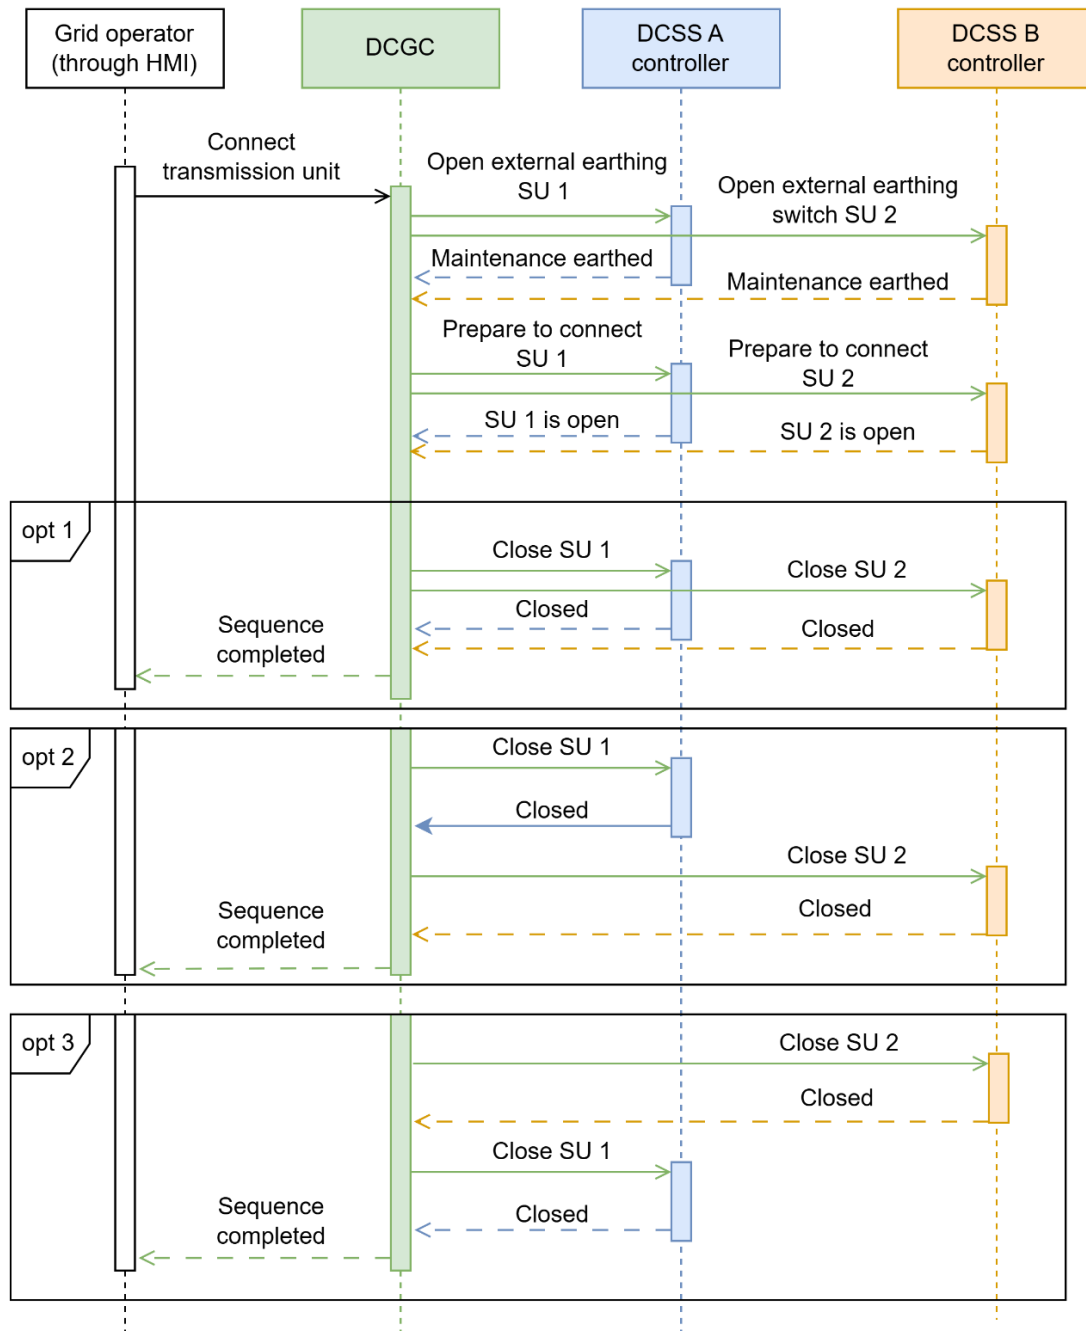 Grid operator
(through HMI)
DCGC
DCSS A
controller
DCSS B
controller
Connect
transmission unit
Open external earthing
SU 1
Open external earthing
switch SU 2
Maintenance earthed
Maintenance earthed
Prepare to connect
SU 1
Prepare to connect
SU 2
SU 1 is open
SU 2 is open
opt 1
Close SU 1
Close SU 2
Closed
Closed
Sequence
completed
opt 2
Close SU 1
Closed
Close SU 2
Closed
Sequence
completed
opt 3
Close SU 2
Closed
Close SU 1
Closed
Sequence
completed